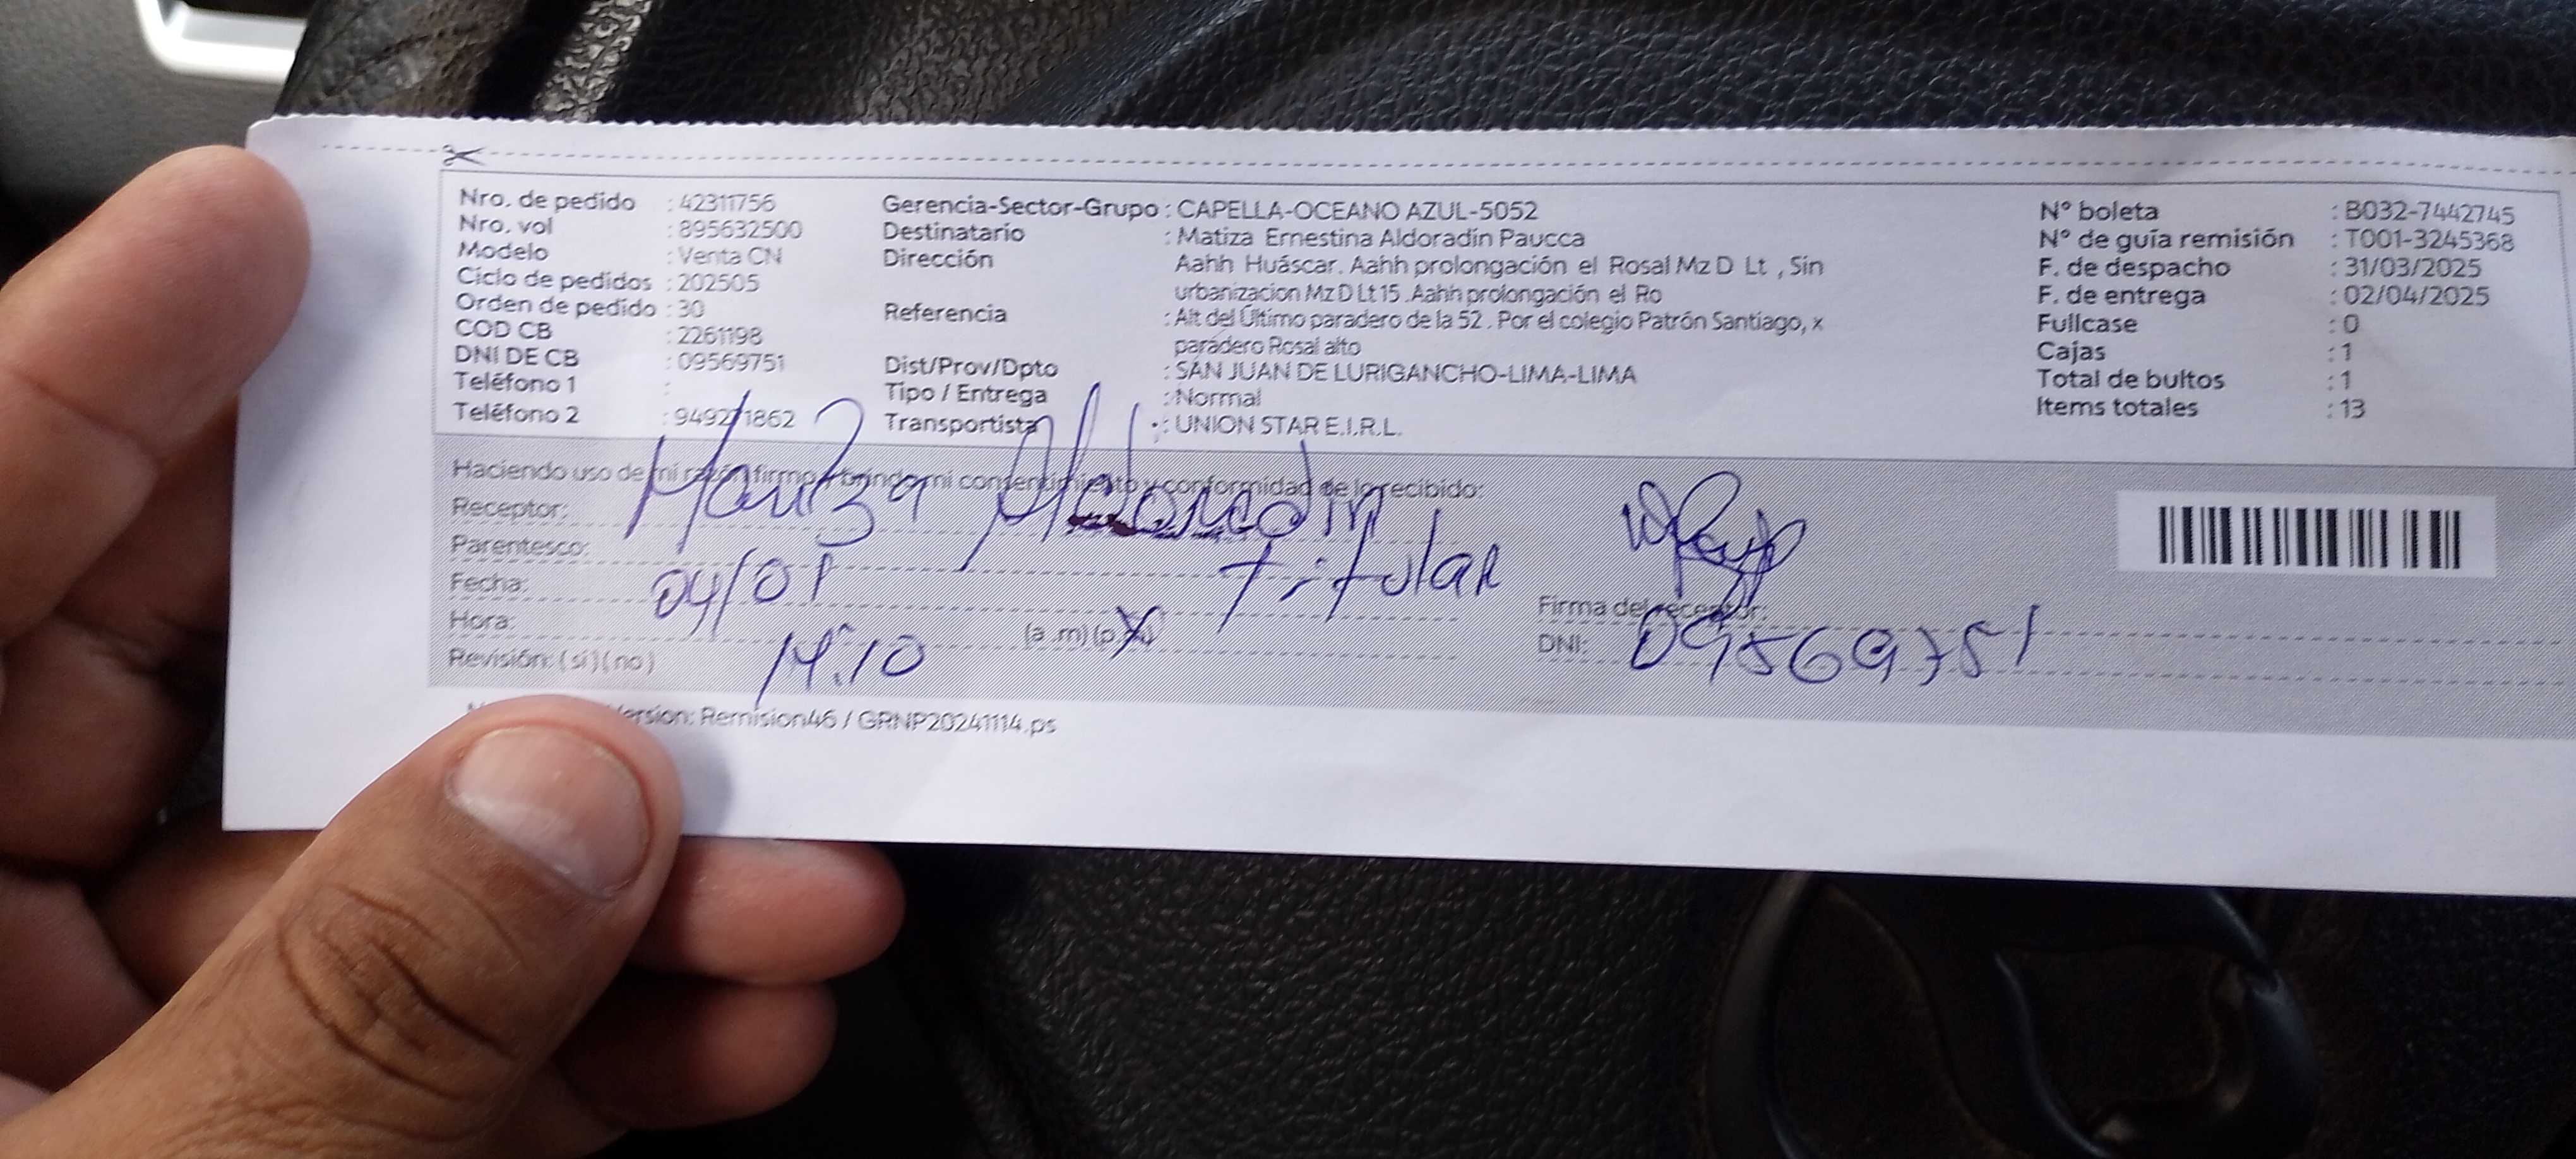 Nro. de pedido : 42311756
Nro. vol : 895632500
Modelo : Venta CN
Ciclo de pedidos : 202505
Orden de pedido : 30
COD CB : 2261198
DNI DE CB : 09569751
Teléfono 1 :
Teléfono 2 : 949271862
Gerencia-Sector-Grupo : CAPELLA-OCEANO AZUL-5052
Destinatario : Matiza Ernestina Aldoradin Paucca
Dirección Aahh Huáscar. Aahh prolongación el Rosal Mz D Lt , Sin
urbanizacion Mz D Lt 15 . Aahh prolongación el Ro
Referencia : Alt del Último paradero de la 52 . Por el colegio Patrón Santiago, x
paradero Rosal alto
Dist/Prov/Dpto : SAN JUAN DE LURIGANCHO-LIMA-LIMA
Tipo / Entrega : Normal
Transportista : UNION STAR E.I.R.L.
N° boleta : B032-7442745
N° de guía remisión : T001-3245368
F. de despacho : 31/03/2025
F. de entrega : 02/04/2025
Fullcase : 0
Cajas : 1
Total de bultos : 1
Items totales : 13
Haciendo uso de mi razón firmo y brindo mi consentimiento y conformidad de lo recibido:
Receptor: Maritza Aldoradin
Parentesco: Titular
Fecha: 04/01
Hora: 14:10 (a .m) (p.m)
Revisión: ( si ) ( no )
Firma del receptor:
DNI: 09569751
Version: Remision46 / GRNP20241114.ps